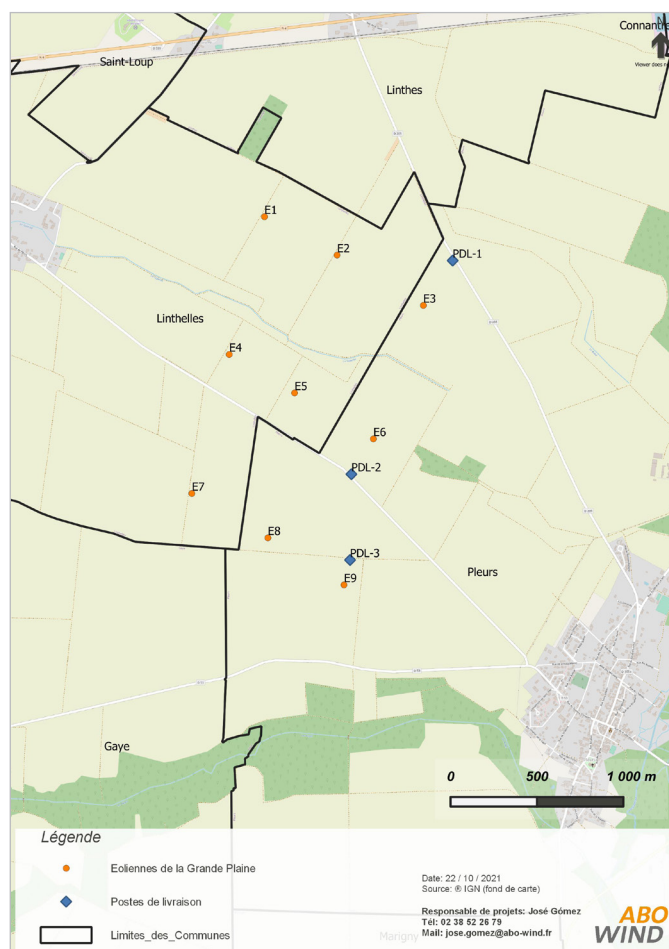 Connantre
N
Viewer does n
Saint-Loup
Linthes
E1
E2
PDL-1
E3
Linthelles
E4
E5
E6
PDL-2
E7
E8
PDL-3
E9
Pleurs
Gaye
0 500 1 000 m
Légende
Eoliennes de la Grande Plaine
Postes de livraison
Limites_des_Communes
Date: 22 / 10 / 2021
Source: ® IGN (fond de carte)
Responsable de projets: José Gómez
Tél: 02 38 52 26 79
Mail: jose.gomez@abo-wind.fr
Marigny
ABO
WIND